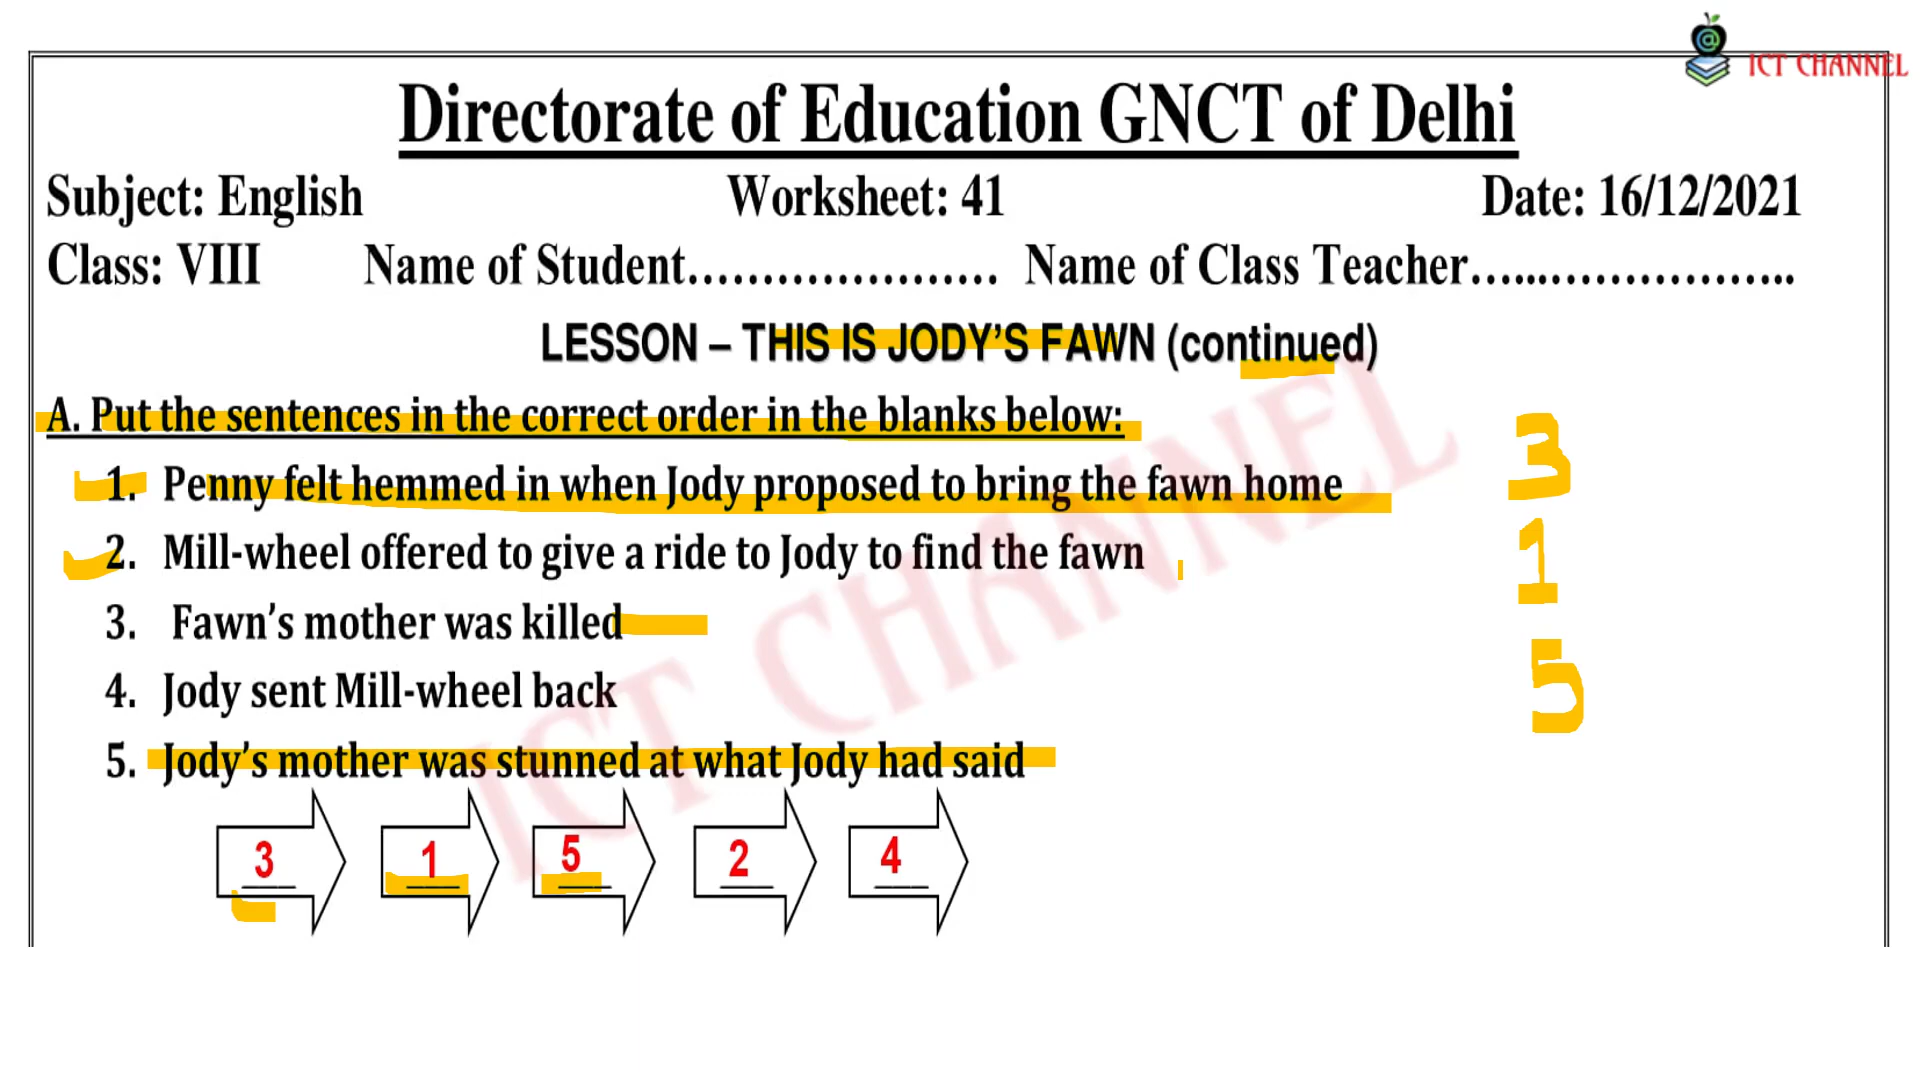 ICT CHANNEL
Directorate of Education GNCT of Delhi
Subject: English Worksheet: 41 Date: 16/12/2021
Class: VIII Name of Student………………… Name of Class Teacher…...……………..
LESSON – THIS IS JODY’S FAWN (continued)
A. Put the sentences in the correct order in the blanks below:
3
1. Penny felt hemmed in when Jody proposed to bring the fawn home
2. Mill-wheel offered to give a ride to Jody to find the fawn
1
3. Fawn’s mother was killed
4. Jody sent Mill-wheel back
5
5. Jody’s mother was stunned at what Jody had said
3 1 5 2 4
ICT CHANNEL